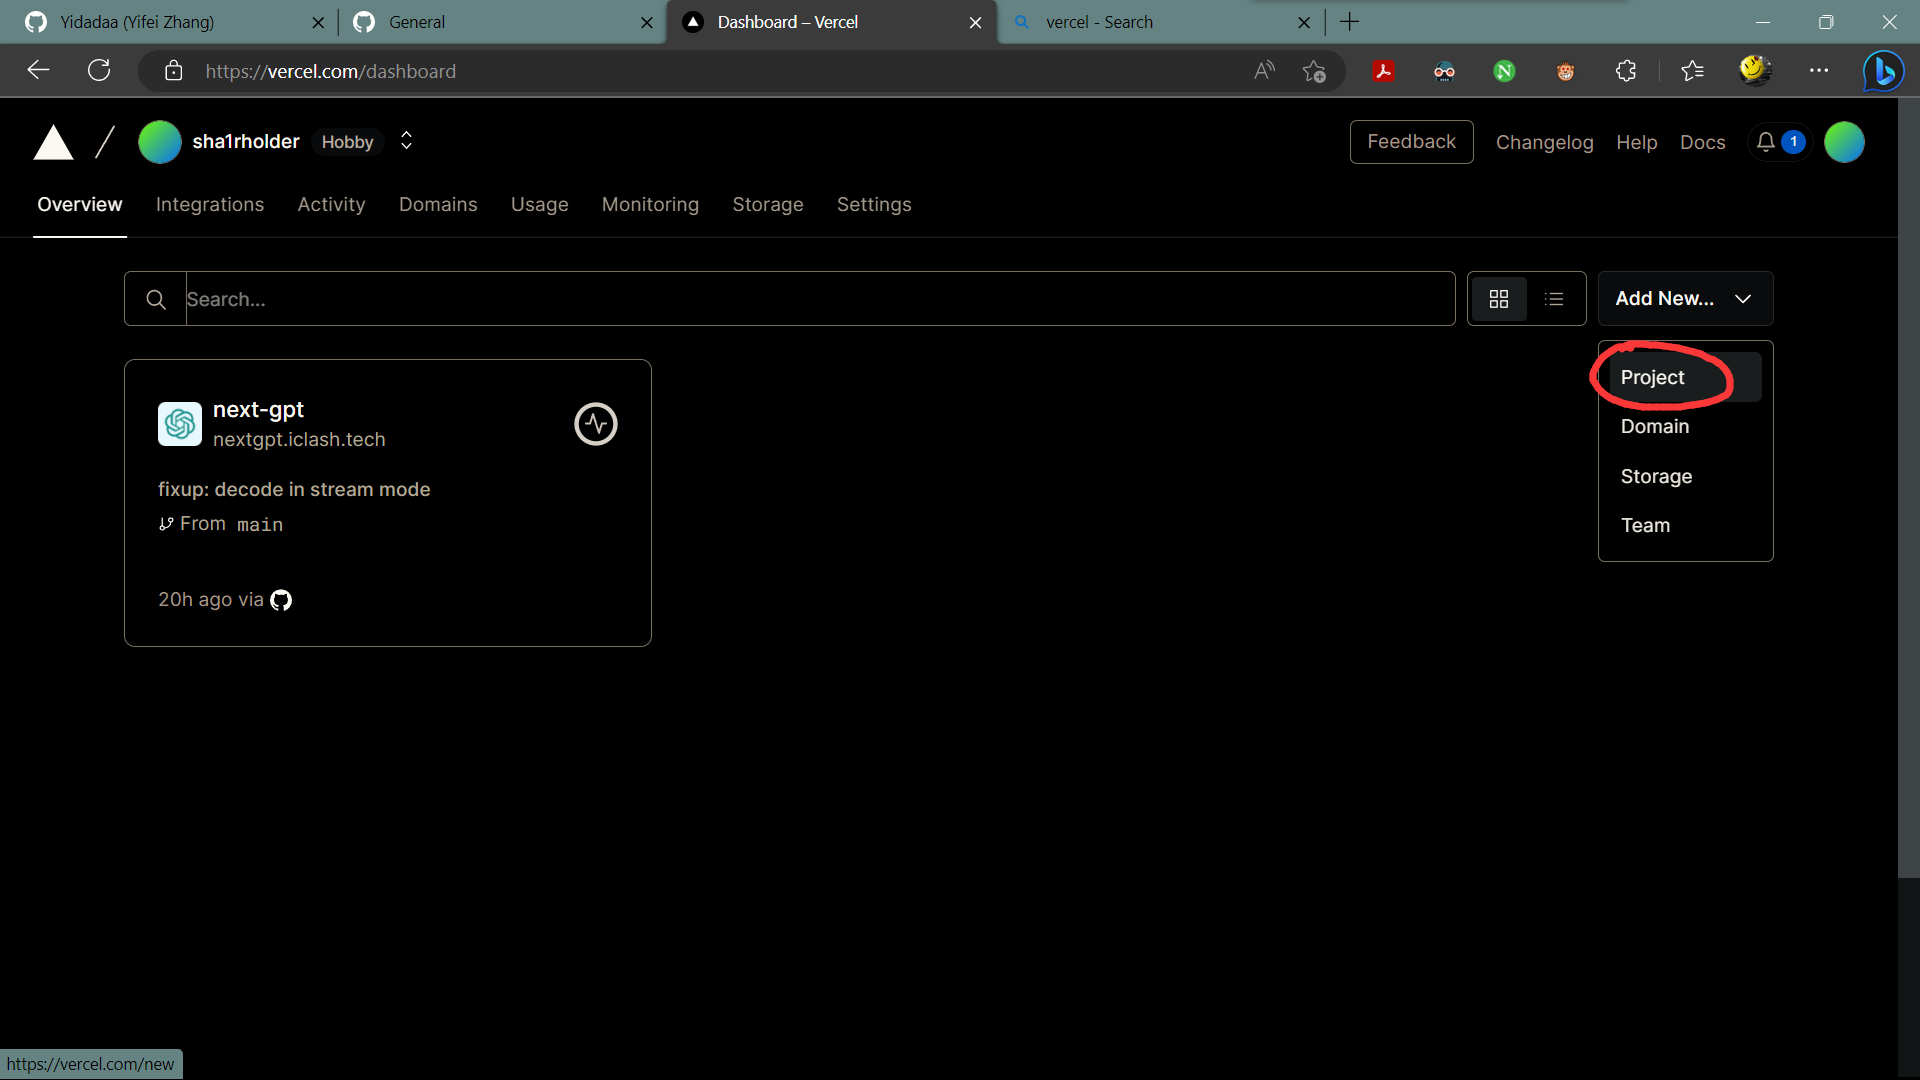 Yidadaa (Yifei Zhang)
General
Dashboard – Vercel
vercel - Search
https://vercel.com/dashboard
sha1rholder
Hobby
Feedback
Changelog
Help
Docs
1
Overview
Integrations
Activity
Domains
Usage
Monitoring
Storage
Settings
Search...
Add New...
Project
Domain
Storage
Team
next-gpt
nextgpt.iclash.tech
fixup: decode in stream mode
From main
20h ago via
https://vercel.com/new